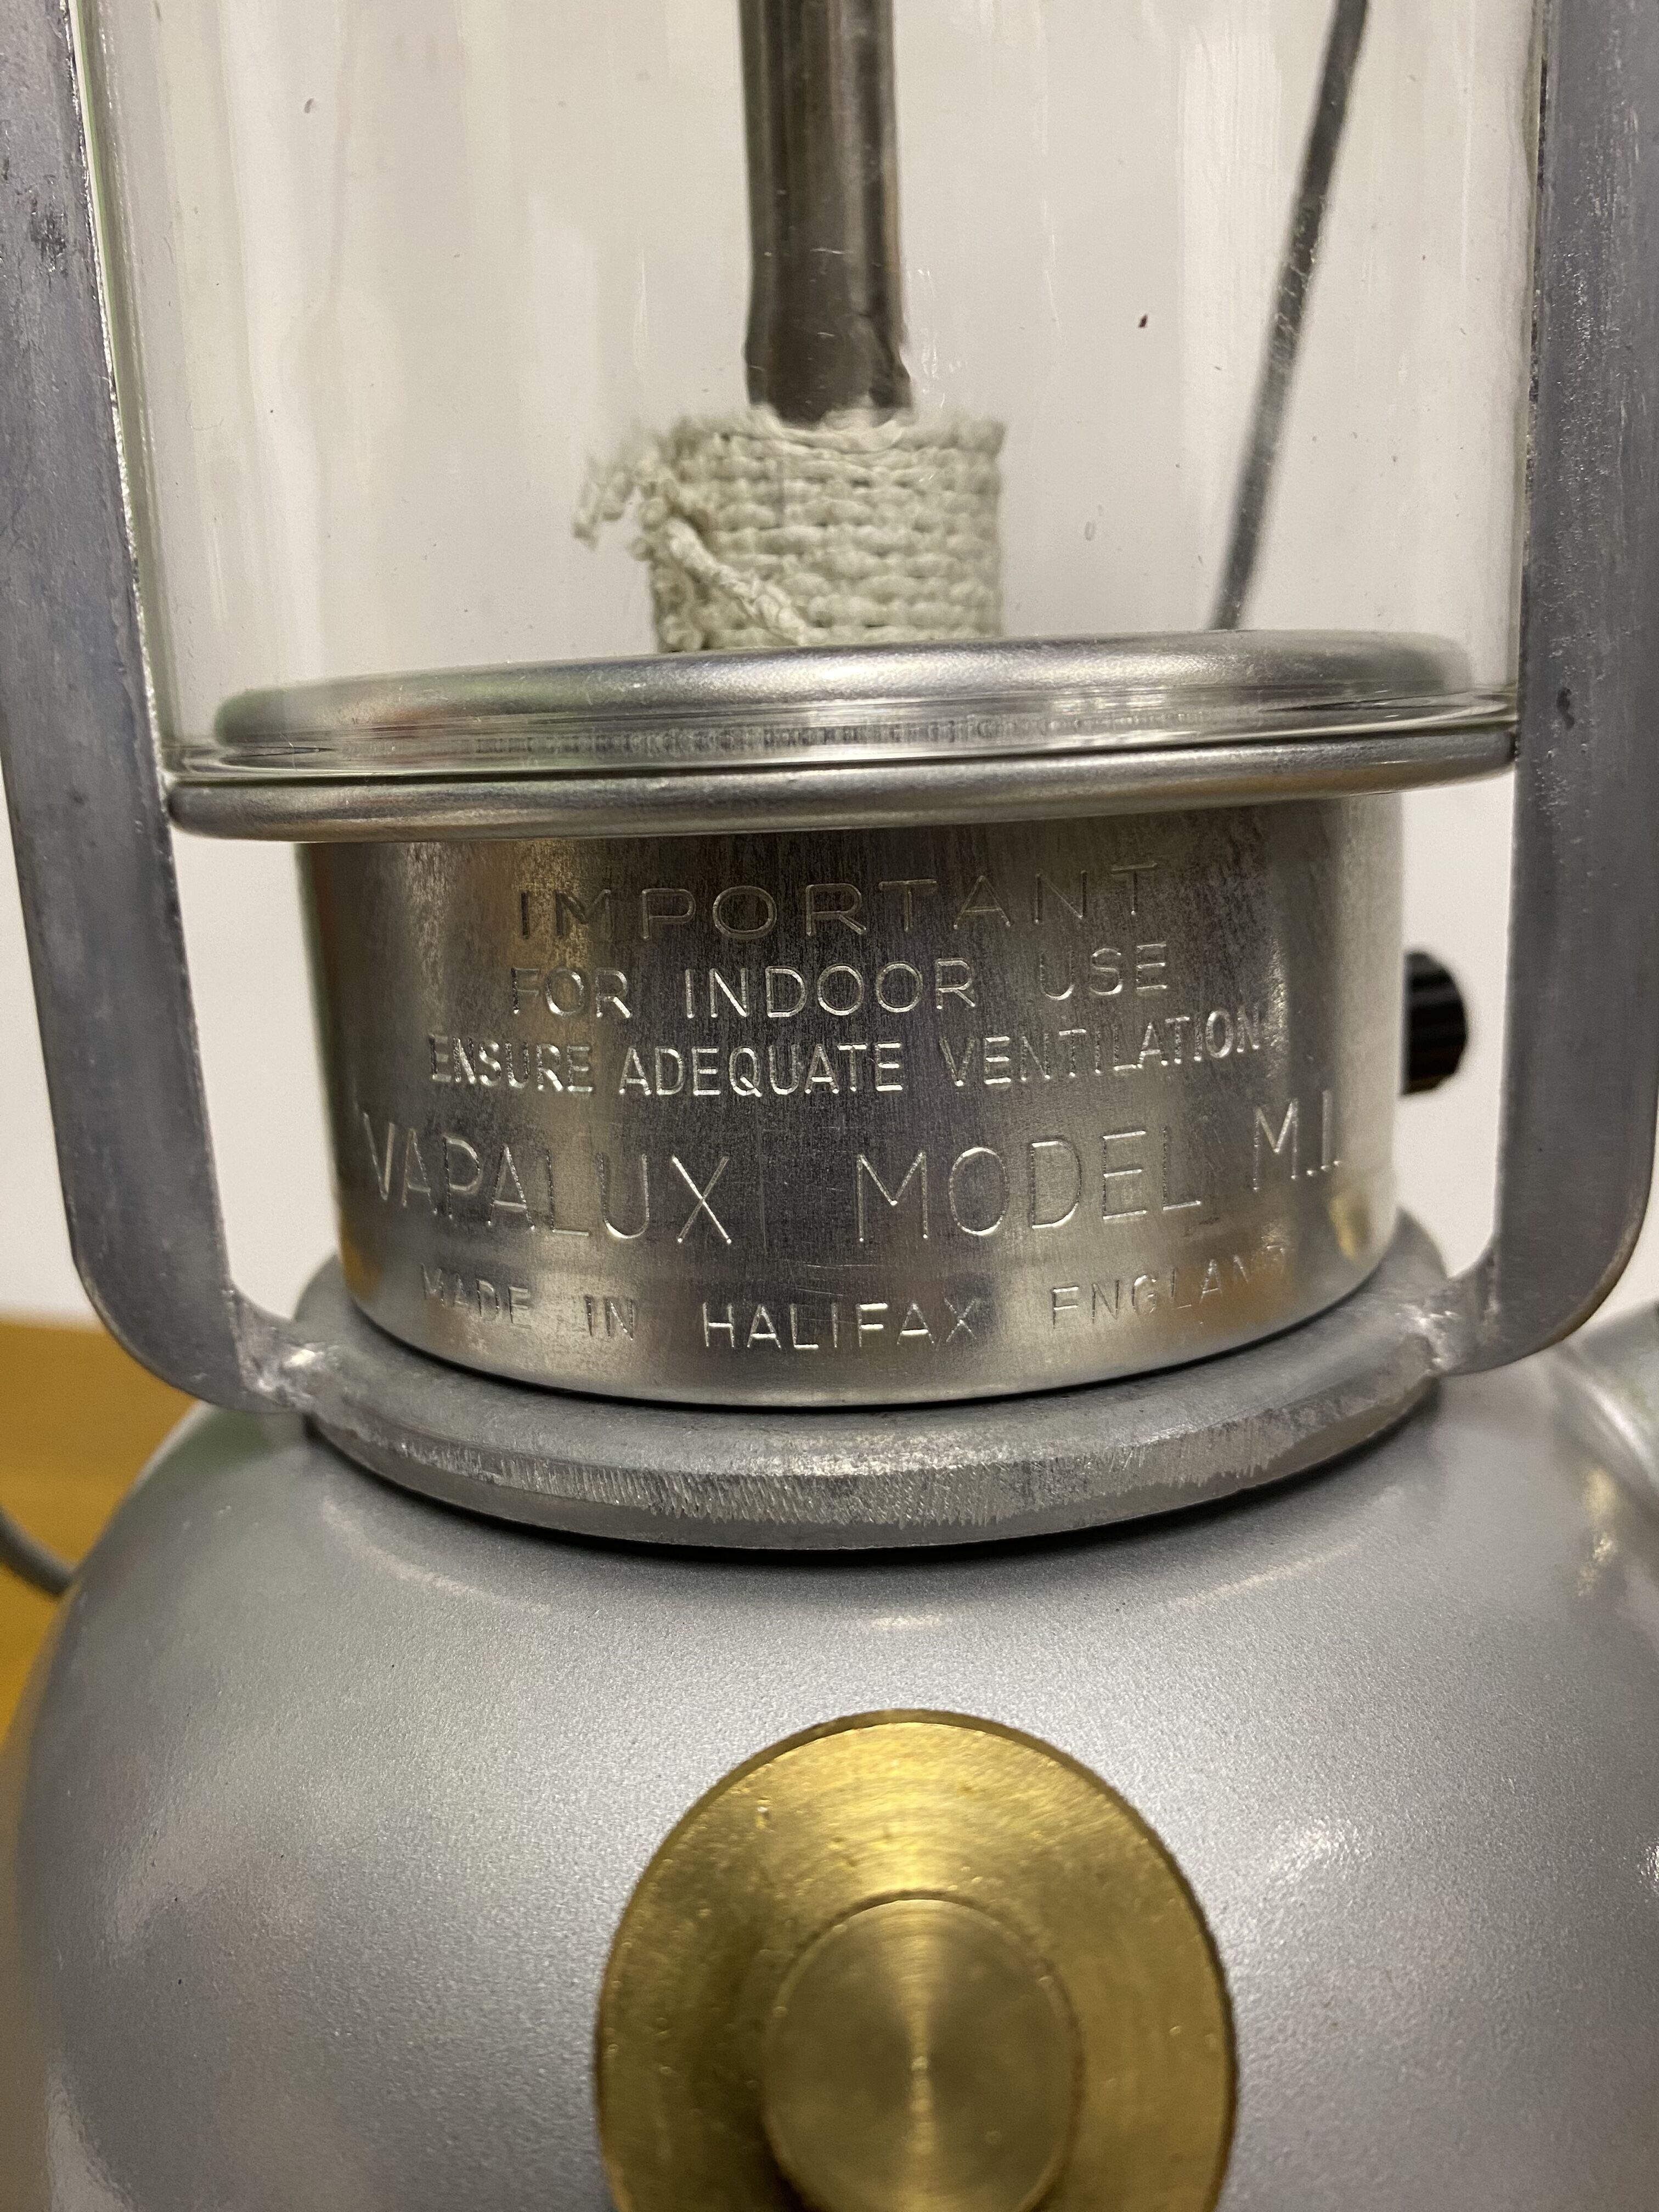 IMPORTANT
FOR INDOOR USE
ENSURE ADEQUATE VENTILATION
VAPALUX MODEL M.1.
MADE IN HALIFAX ENGLAND